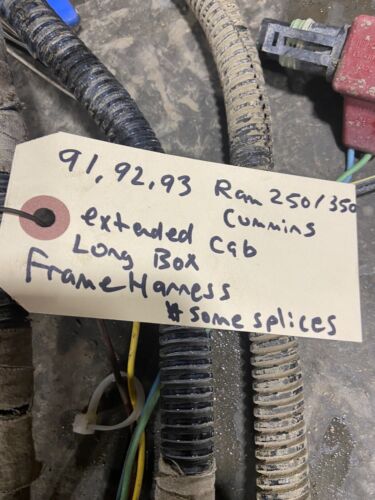 91, 92, 93 Ram 250/350
Cummins
extended Cab
Long Box
Frame Harness
# some splices